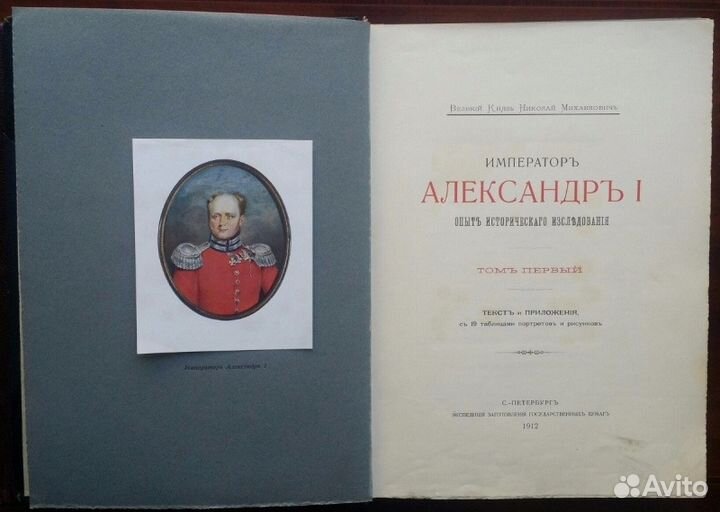 Императоръ Александръ I
Великій Князь Николай Михаиловичъ
ИМПЕРАТОРЪ
АЛЕКСАНДРЪ I
ОПЫТЪ ИСТОРИЧЕСКАГО ИЗСЛѢДОВАНІЯ
ТОМЪ ПЕРВЫЙ
ТЕКСТЪ и ПРИЛОЖЕНІЯ,
съ 19 таблицами портретовъ и рисунковъ
С.-ПЕТЕРБУРГЪ
ЭКСПЕДИЦІЯ ЗАГОТОВЛЕНІЯ ГОСУДАРСТВЕННЫХЪ БУМАГЪ
1912
Avito